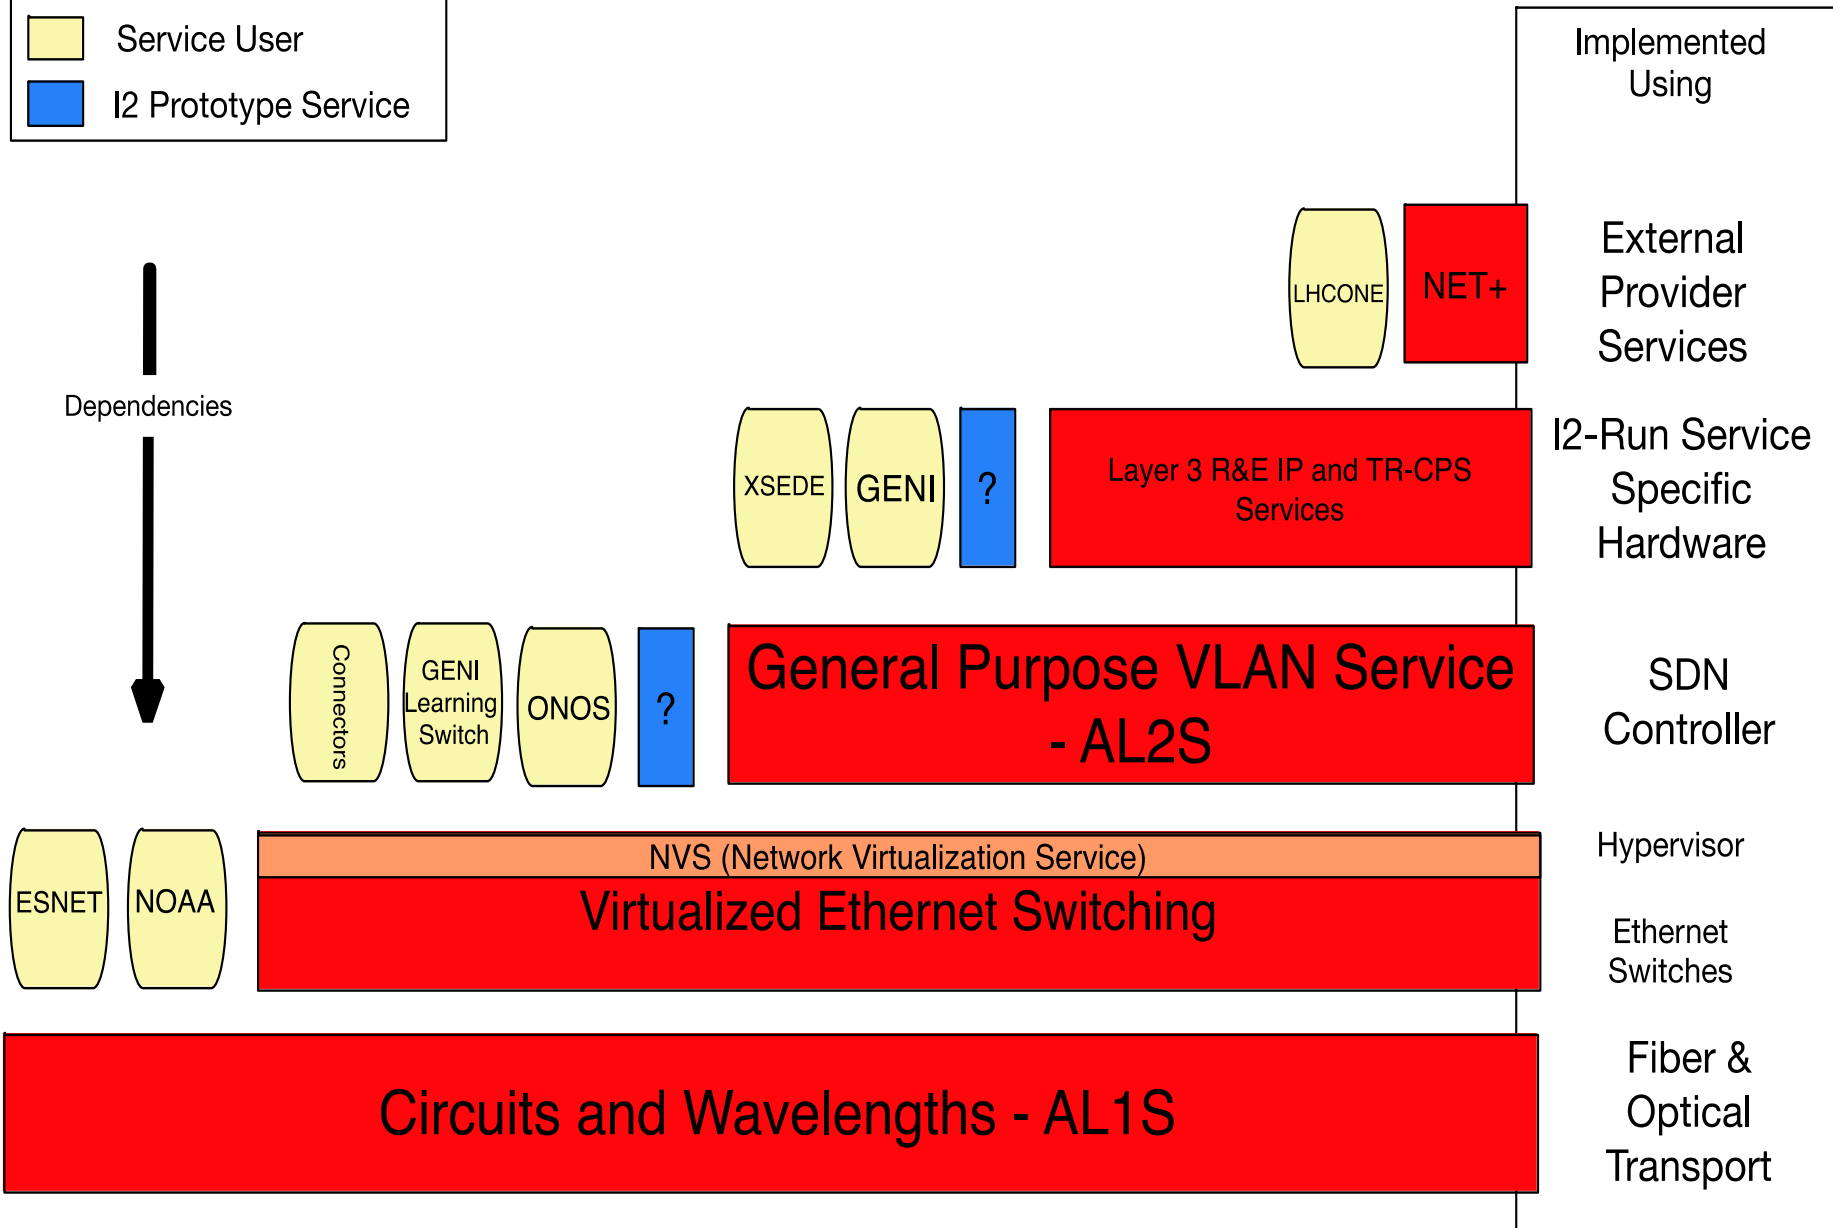 Service User
I2 Prototype Service
Implemented
Using
LHCONE
NET+
External
Provider
Services
Dependencies
XSEDE
GENI
?
Layer 3 R&E IP and TR-CPS
Services
I2-Run Service
Specific
Hardware
Connectors
GENI
Learning
Switch
ONOS
?
General Purpose VLAN Service
- AL2S
SDN
Controller
ESNET
NOAA
NVS (Network Virtualization Service)
Virtualized Ethernet Switching
Hypervisor
Ethernet
Switches
Circuits and Wavelengths - AL1S
Fiber &
Optical
Transport